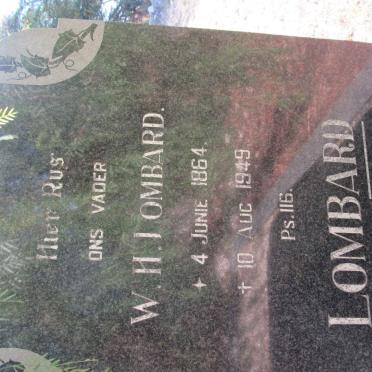 Hier Rus
ONS VADER
W. H. LOMBARD.
★ 4 JUNIE 1864.
✝ 10 AUG 1949
Ps. 116.
LOMBARD